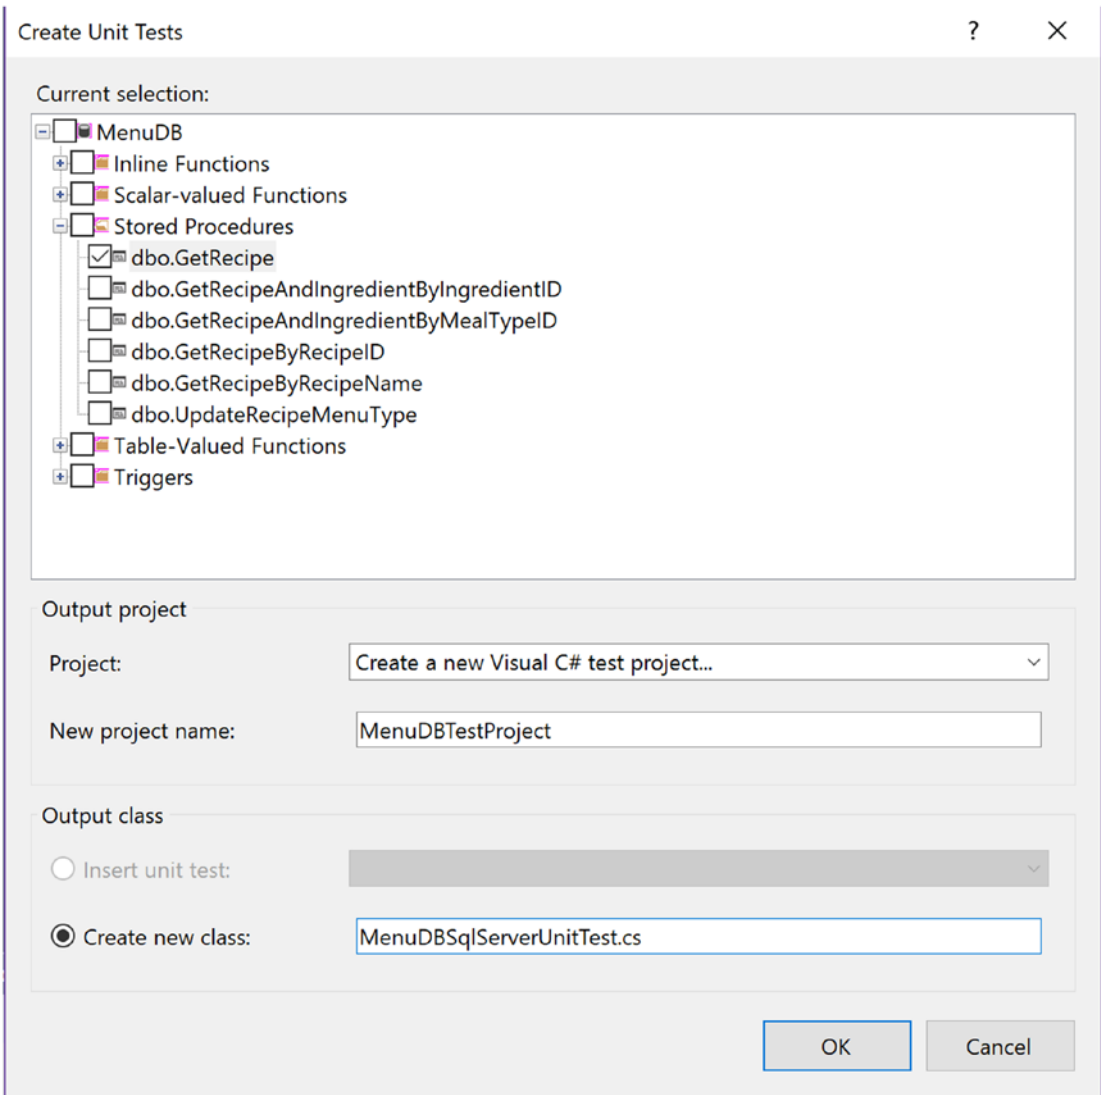 Create Unit Tests
?
Current selection:
MenuDB
Inline Functions
Scalar-valued Functions
Stored Procedures
dbo.GetRecipe
dbo.GetRecipeAndIngredientByIngredientID
dbo.GetRecipeAndIngredientByMealTypeID
dbo.GetRecipeByRecipeID
dbo.GetRecipeByRecipeName
dbo.UpdateRecipeMenuType
Table-Valued Functions
Triggers
Output project
Project: Create a new Visual C# test project...
New project name: MenuDBTestProject
Output class
Insert unit test:
Create new class: MenuDBSqlServerUnitTest.cs
OK Cancel